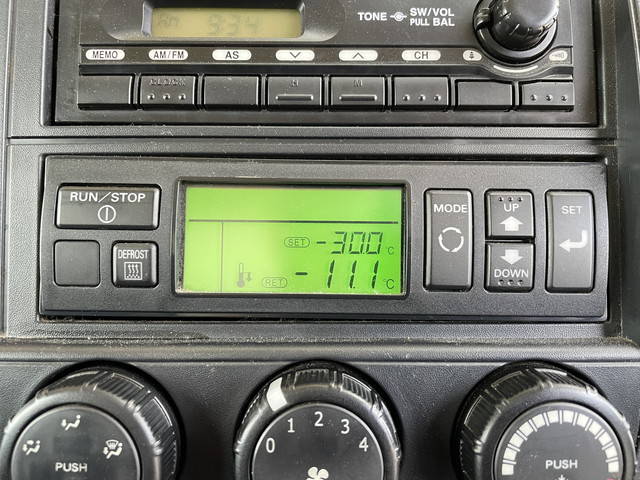 9:34
TONE SW/VOL
PULL BAL
MEMO AM/FM AS CH
CLOCK H M
RUN/STOP
DEFROST
SET -30.0 °C
RET -11.1 °C
MODE UP SET
DOWN
0 1 2 3 4
PUSH PUSH